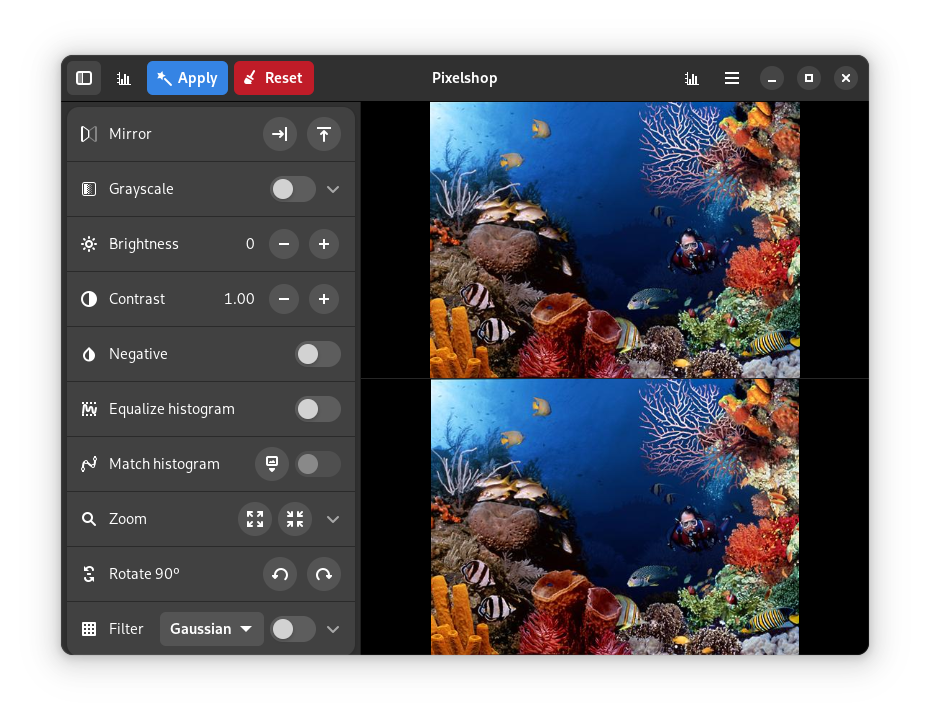 Apply Reset Pixelshop
Mirror
Grayscale
Brightness 0
Contrast 1.00
Negative
Equalize histogram
Match histogram
Zoom
Rotate 90º
Filter Gaussian